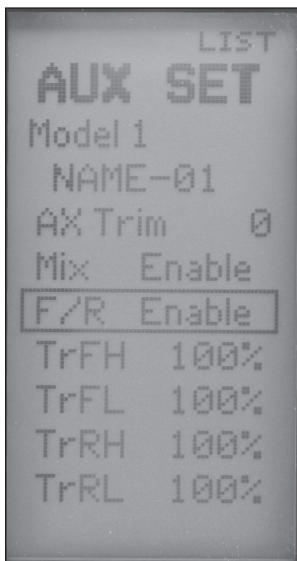 LIST
AUX SET
Model 1
NAME-01
AX Trim 0
Mix Enable
F/R Enable
TrFH 100%
TrFL 100%
TrRH 100%
TrRL 100%